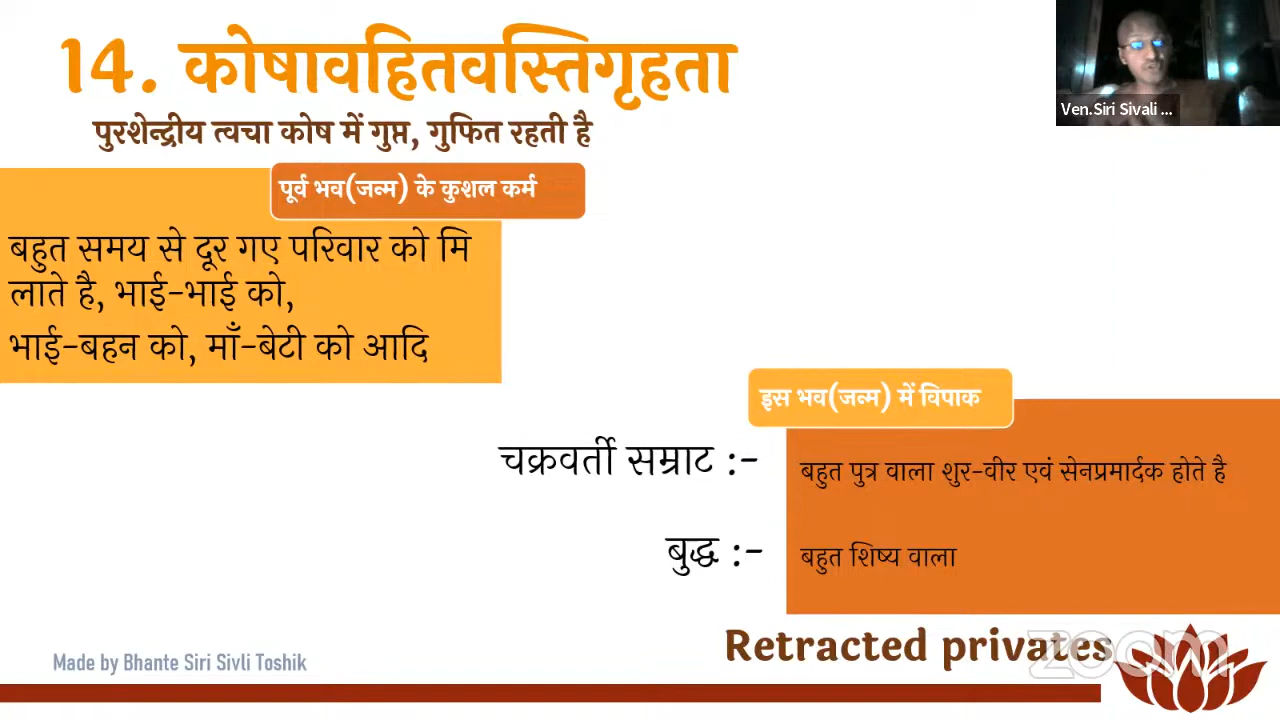 14. कोषावहितवस्तिगृहता
Ven.Siri Sivali ...
पुरशेन्द्रीय त्वचा कोष में गुप्त, गुफित रहती है
पूर्व भव(जन्म) के कुशल कर्म
बहुत समय से दूर गए परिवार को मि
लाते है, भाई-भाई को,
भाई-बहन को, माँ-बेटी को आदि
इस भव(जन्म) में विपाक
चक्रवर्ती सम्राट :-
बहुत पुत्र वाला शुर-वीर एवं सेनप्रमार्दक होते है
बुद्ध :-
बहुत शिष्य वाला
Retracted privates
zoom
Made by Bhante Siri Sivli Toshik